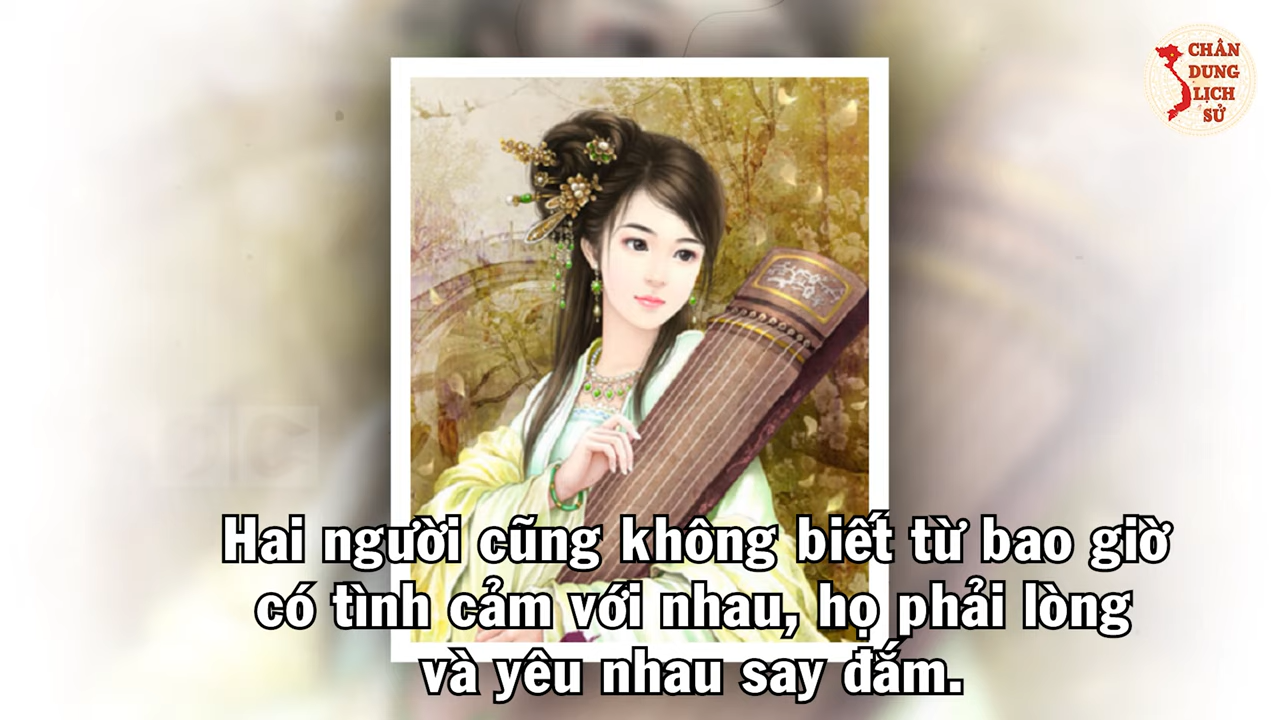 CHÂN
DUNG
LỊCH
SỬ
Hai người cũng không biết từ bao giờ
có tình cảm với nhau, họ phải lòng
và yêu nhau say đắm.